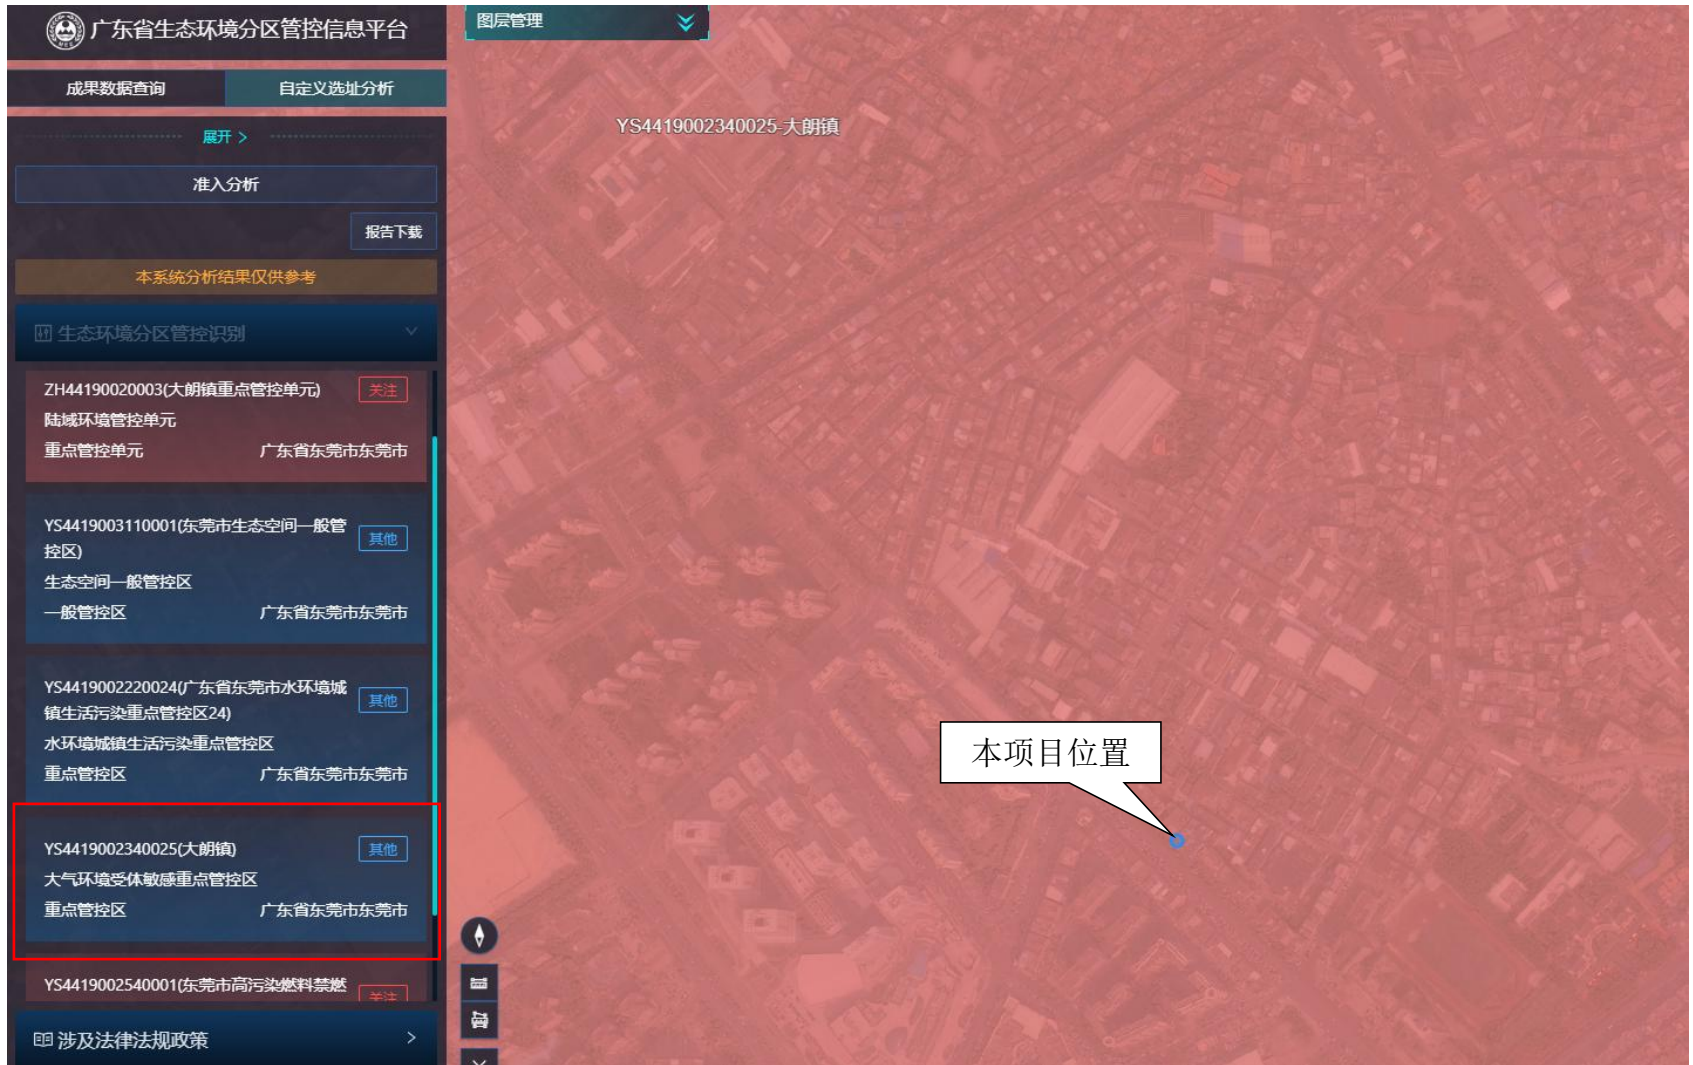 广东省生态环境分区管控信息平台
成果数据查询
自定义选址分析
展开 >
准入分析
报告下载
本系统分析结果仅供参考
生态环境分区管控识别
ZH44190020003(大朗镇重点管控单元)
关注
陆域环境管控单元
重点管控单元
广东省东莞市东莞市
YS4419003110001(东莞市生态空间一般管
控区)
其他
生态空间一般管控区
一般管控区
广东省东莞市东莞市
YS4419002220024(广东省东莞市水环境城
镇生活污染重点管控区24)
其他
水环境城镇生活污染重点管控区
重点管控区
广东省东莞市东莞市
YS4419002340025(大朗镇)
其他
大气环境受体敏感重点管控区
重点管控区
广东省东莞市东莞市
YS4419002540001(东莞市高污染燃料禁燃
关注
涉及法律法规政策
图层管理
YS4419002340025-大朗镇
本项目位置